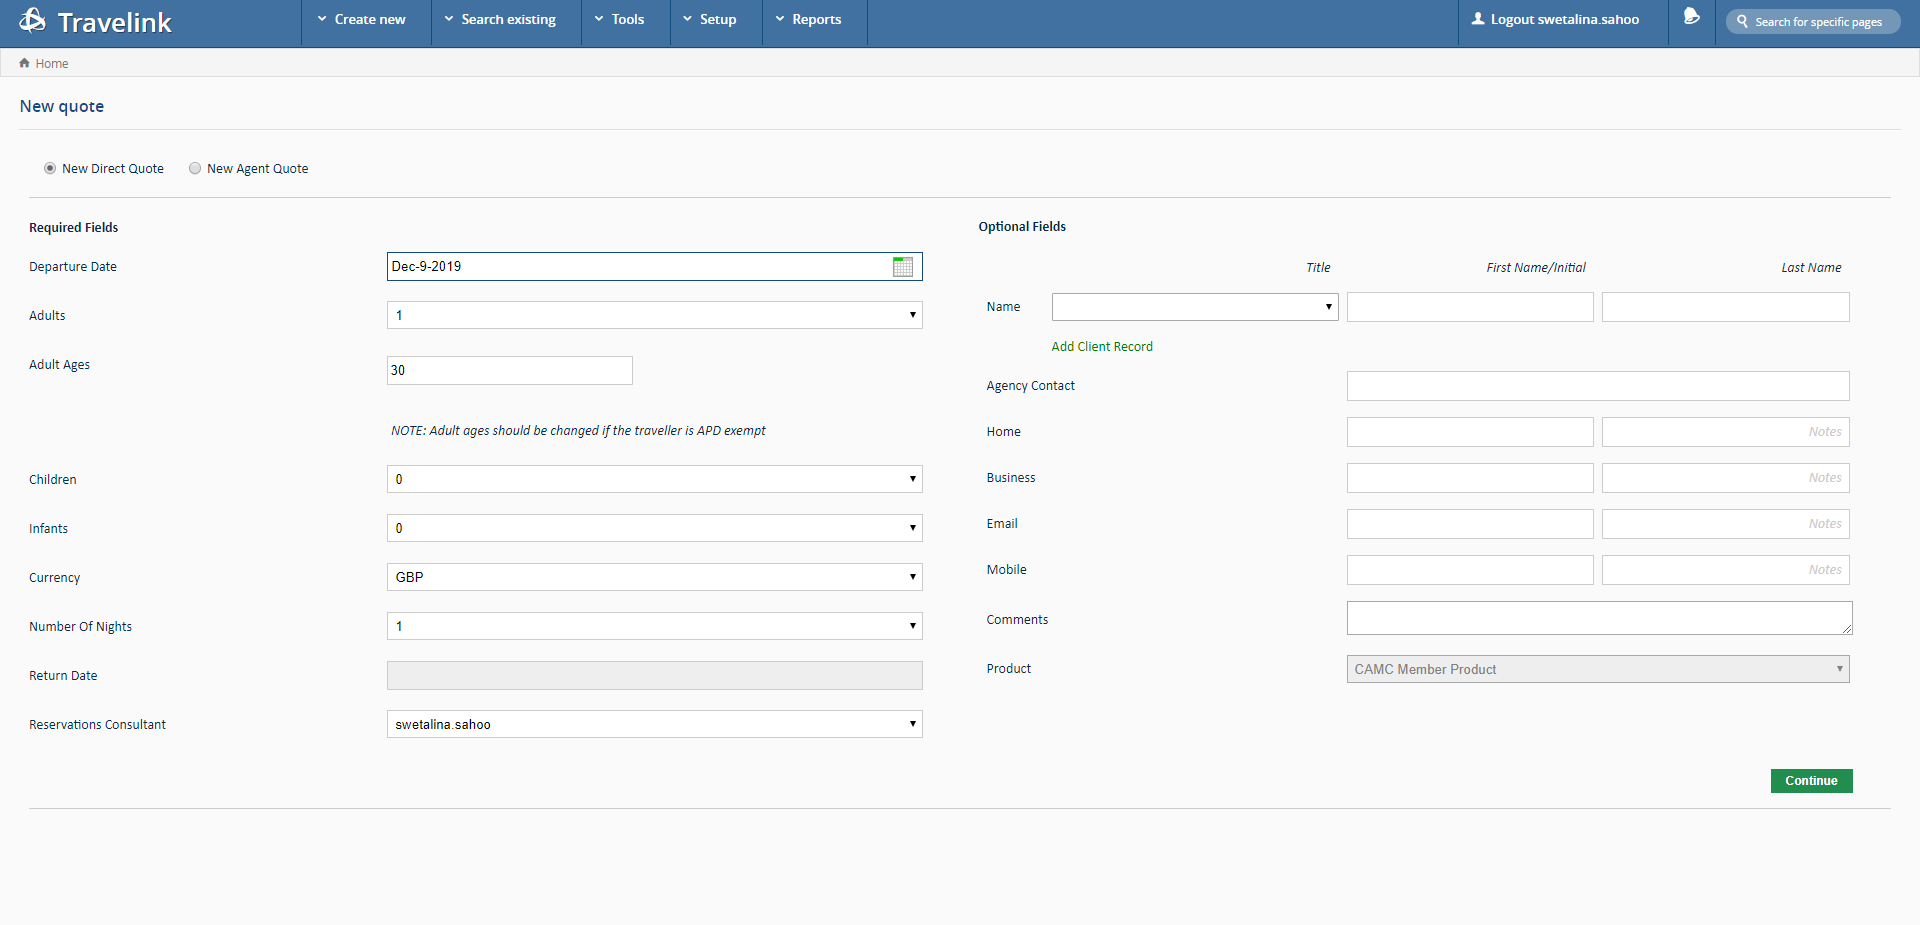 Travelink
Create new
Search existing
Tools
Setup
Reports
Logout swetalina.sahoo
Search for specific pages
Home
New quote
New Direct Quote
New Agent Quote
Required Fields
Departure Date
Dec-9-2019
Adults
1
Adult Ages
30
NOTE: Adult ages should be changed if the traveller is APD exempt
Children
0
Infants
0
Currency
GBP
Number Of Nights
1
Return Date
Reservations Consultant
swetalina.sahoo
Optional Fields
Title
First Name/Initial
Last Name
Name
Add Client Record
Agency Contact
Home
Notes
Business
Notes
Email
Notes
Mobile
Notes
Comments
Product
CAMC Member Product
Continue